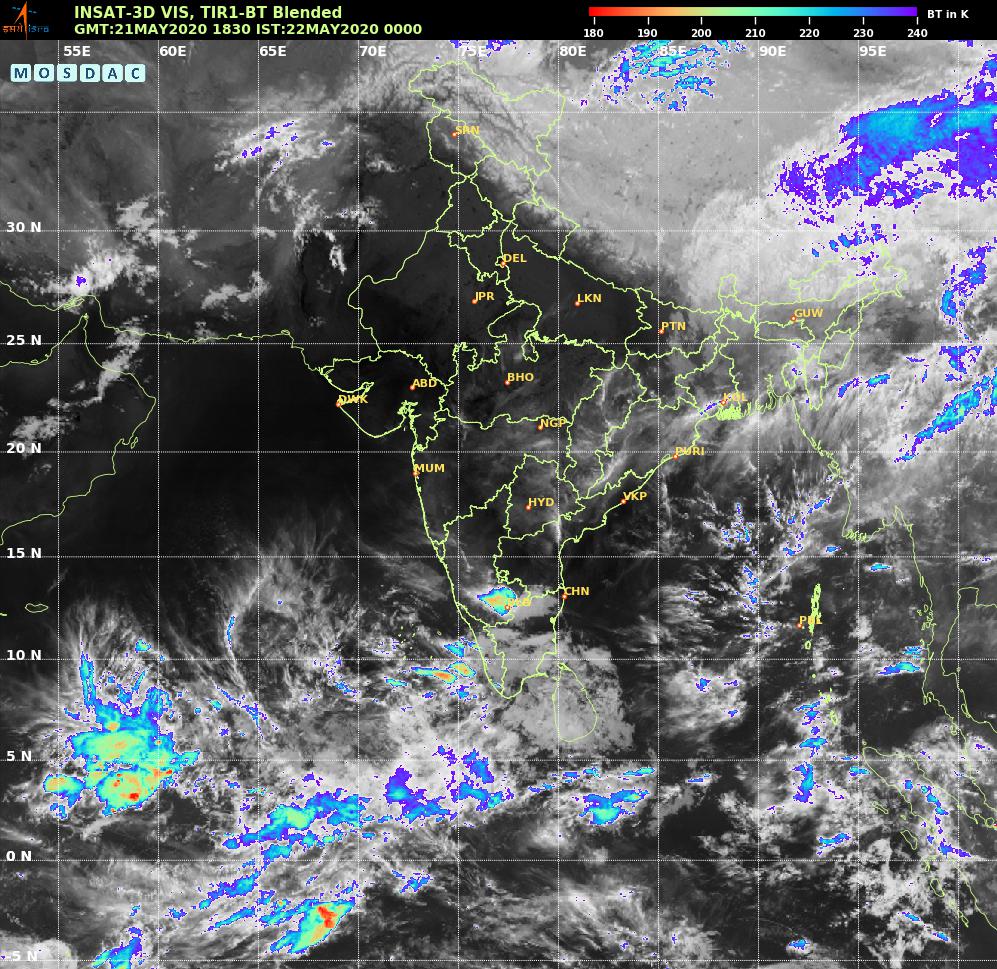 INSAT-3D VIS, TIR1-BT Blended
GMT:21MAY2020 1830 IST:22MAY2020 0000
BT in K
180 190 200 210 220 230 240
55E 60E 65E 70E 75E 80E 85E 90E 95E
MOSDAC
SRN
30 N
DEL
JPR
LKN
GUW
PTN
25 N
BHO
ABD
DWK
KOL
NGP
20 N
PURI
MUM
VKP
HYD
15 N
CHN
PBL
10 N
5 N
0 N
-5 N